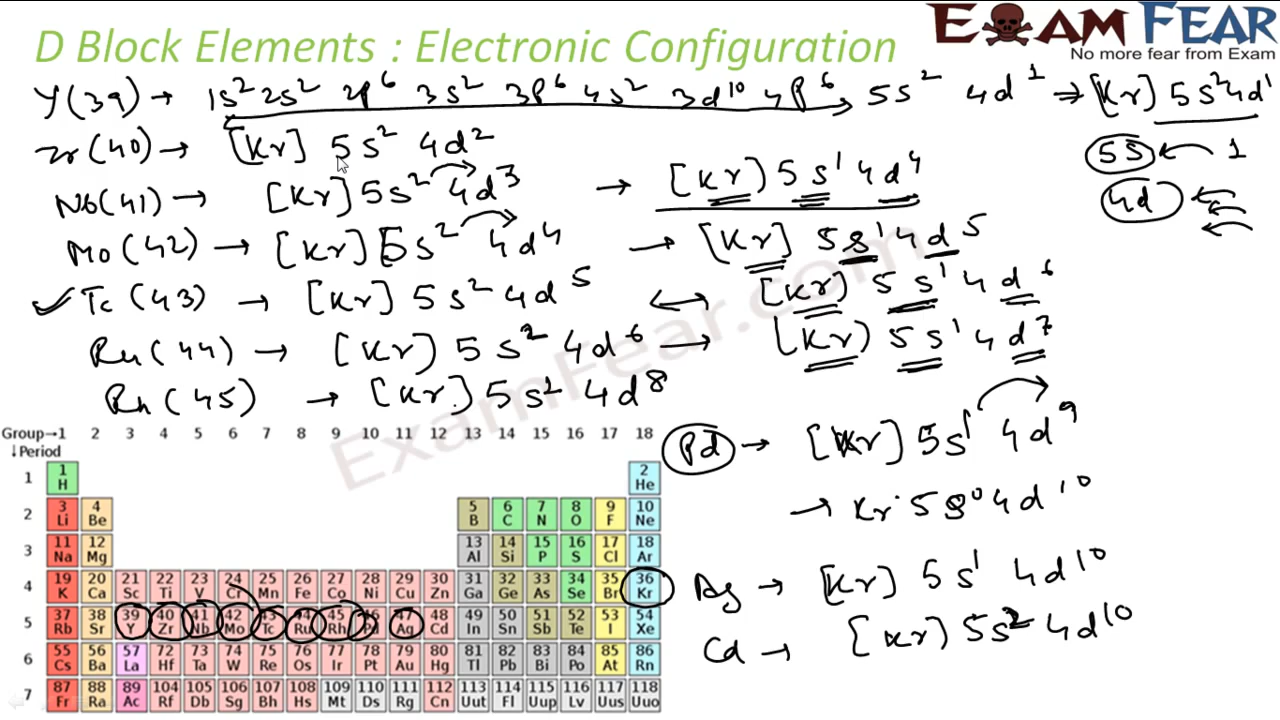 D Block Elements : Electronic Configuration
EXAM FEAR
No more fear from Exam
Y(39) → 1s² 2s² 2p⁶ 3s² 3p⁶ 4s² 3d¹⁰ 4p⁶ 5s² 4d¹ ⇒ [Kr] 5s² 4d¹
Zr(40) → [Kr] 5s² 4d²
5s ← 1
Nb(41) → [Kr] 5s² 4d³ → [Kr) 5s¹ 4d⁴
4d ←
Mo(42) → [Kr] 5s² 4d⁴ → [Kr] 5s¹ 4d⁵
✓ Tc(43) → [Kr] 5s² 4d⁵ ↔ [Kr) 5s¹ 4d⁶
Ru(44) → [Kr) 5s² 4d⁶ → [Kr) 5s¹ 4d⁷
Rh(45) → [Kr] 5s² 4d⁸
Pd → [Kr] 5s¹ 4d⁹
→ Kr 5s⁰ 4d¹⁰
Ag → [Kr) 5s¹ 4d¹⁰
Cd → [Kr) 5s² 4d¹⁰
ExamFear.com
Group→1 2 3 4 5 6 7 8 9 10 11 12 13 14 15 16 17 18
↓Period
1 1 H 2 He
2 3 Li 4 Be 5 B 6 C 7 N 8 O 9 F 10 Ne
3 11 Na 12 Mg 13 Al 14 Si 15 P 16 S 17 Cl 18 Ar
4 19 K 20 Ca 21 Sc 22 Ti 23 V 24 Cr 25 Mn 26 Fe 27 Co 28 Ni 29 Cu 30 Zn 31 Ga 32 Ge 33 As 34 Se 35 Br 36 Kr
5 37 Rb 38 Sr 39 Y 40 Zr 41 Nb 42 Mo 43 Tc 44 Ru 45 Rh 46 Pd 47 Ag 48 Cd 49 In 50 Sn 51 Sb 52 Te 53 I 54 Xe
6 55 Cs 56 Ba 57 La 72 Hf 73 Ta 74 W 75 Re 76 Os 77 Ir 78 Pt 79 Au 80 Hg 81 Tl 82 Pb 83 Bi 84 Po 85 At 86 Rn
7 87 Fr 88 Ra 89 Ac 104 Rf 105 Db 106 Sg 107 Bh 108 Hs 109 Mt 110 Ds 111 Rg 112 Cn 113 Uut 114 Fl 115 Uup 116 Lv 117 Uus 118 Uuo